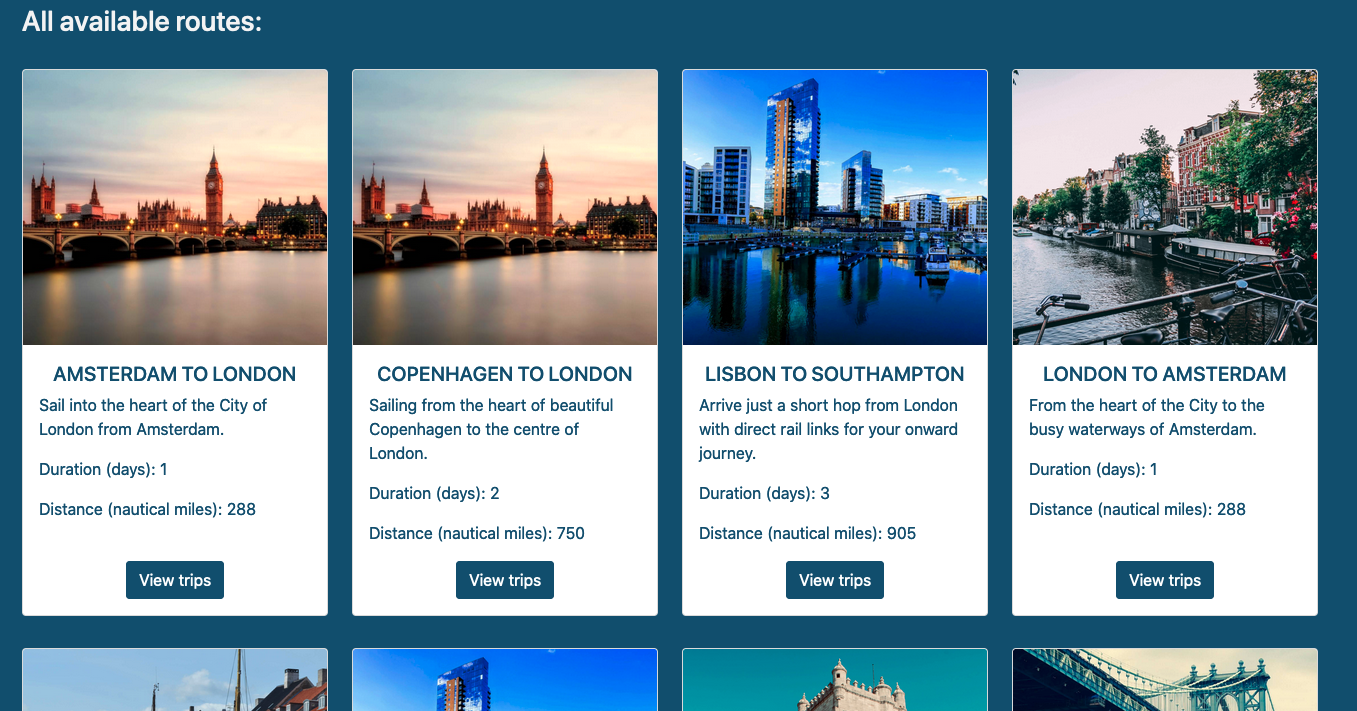 All available routes:
AMSTERDAM TO LONDON
Sail into the heart of the City of
London from Amsterdam.
Duration (days): 1
Distance (nautical miles): 288
View trips
COPENHAGEN TO LONDON
Sailing from the heart of beautiful
Copenhagen to the centre of
London.
Duration (days): 2
Distance (nautical miles): 750
View trips
LISBON TO SOUTHAMPTON
Arrive just a short hop from London
with direct rail links for your onward
journey.
Duration (days): 3
Distance (nautical miles): 905
View trips
LONDON TO AMSTERDAM
From the heart of the City to the
busy waterways of Amsterdam.
Duration (days): 1
Distance (nautical miles): 288
View trips